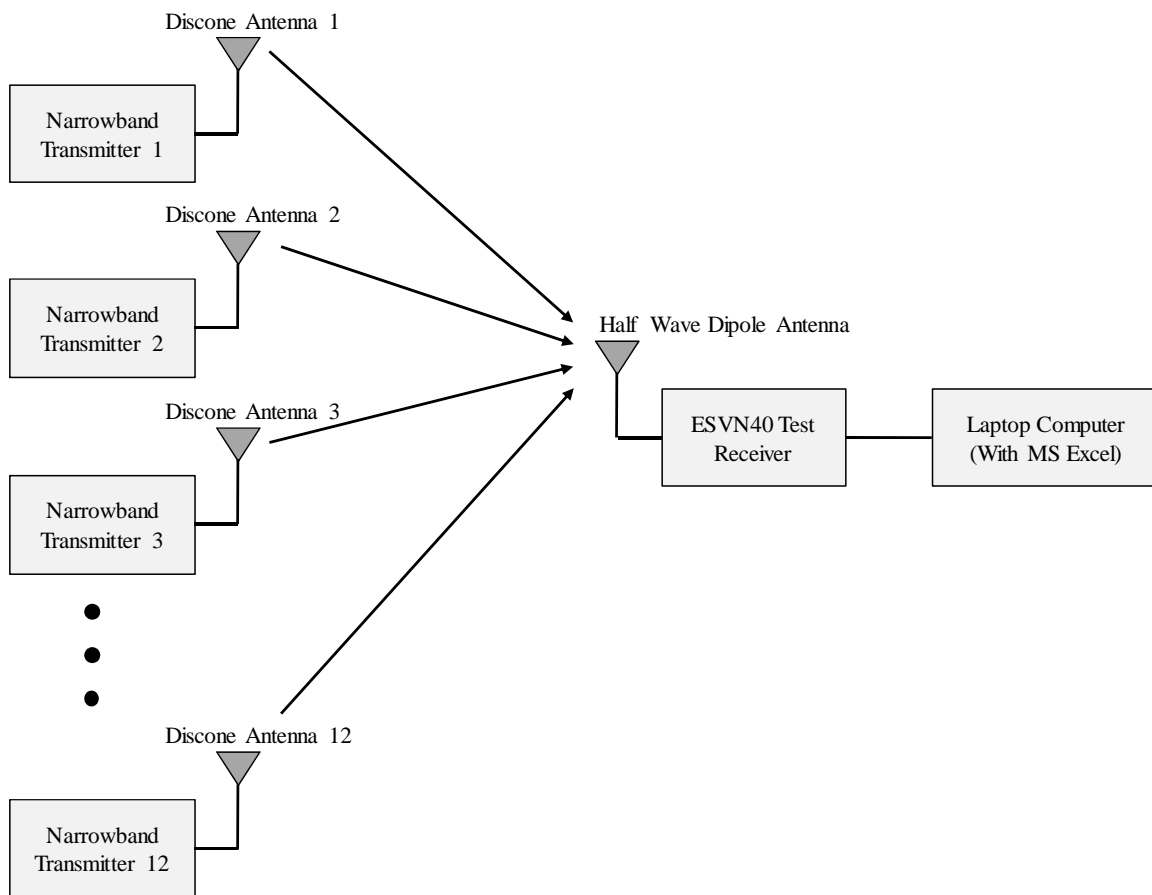 Discone Antenna 1
Narrowband
Transmitter 1
Discone Antenna 2
Narrowband
Transmitter 2
Discone Antenna 3
Narrowband
Transmitter 3
Discone Antenna 12
Narrowband
Transmitter 12
Half Wave Dipole Antenna
ESVN40 Test
Receiver
Laptop Computer
(With MS Excel)